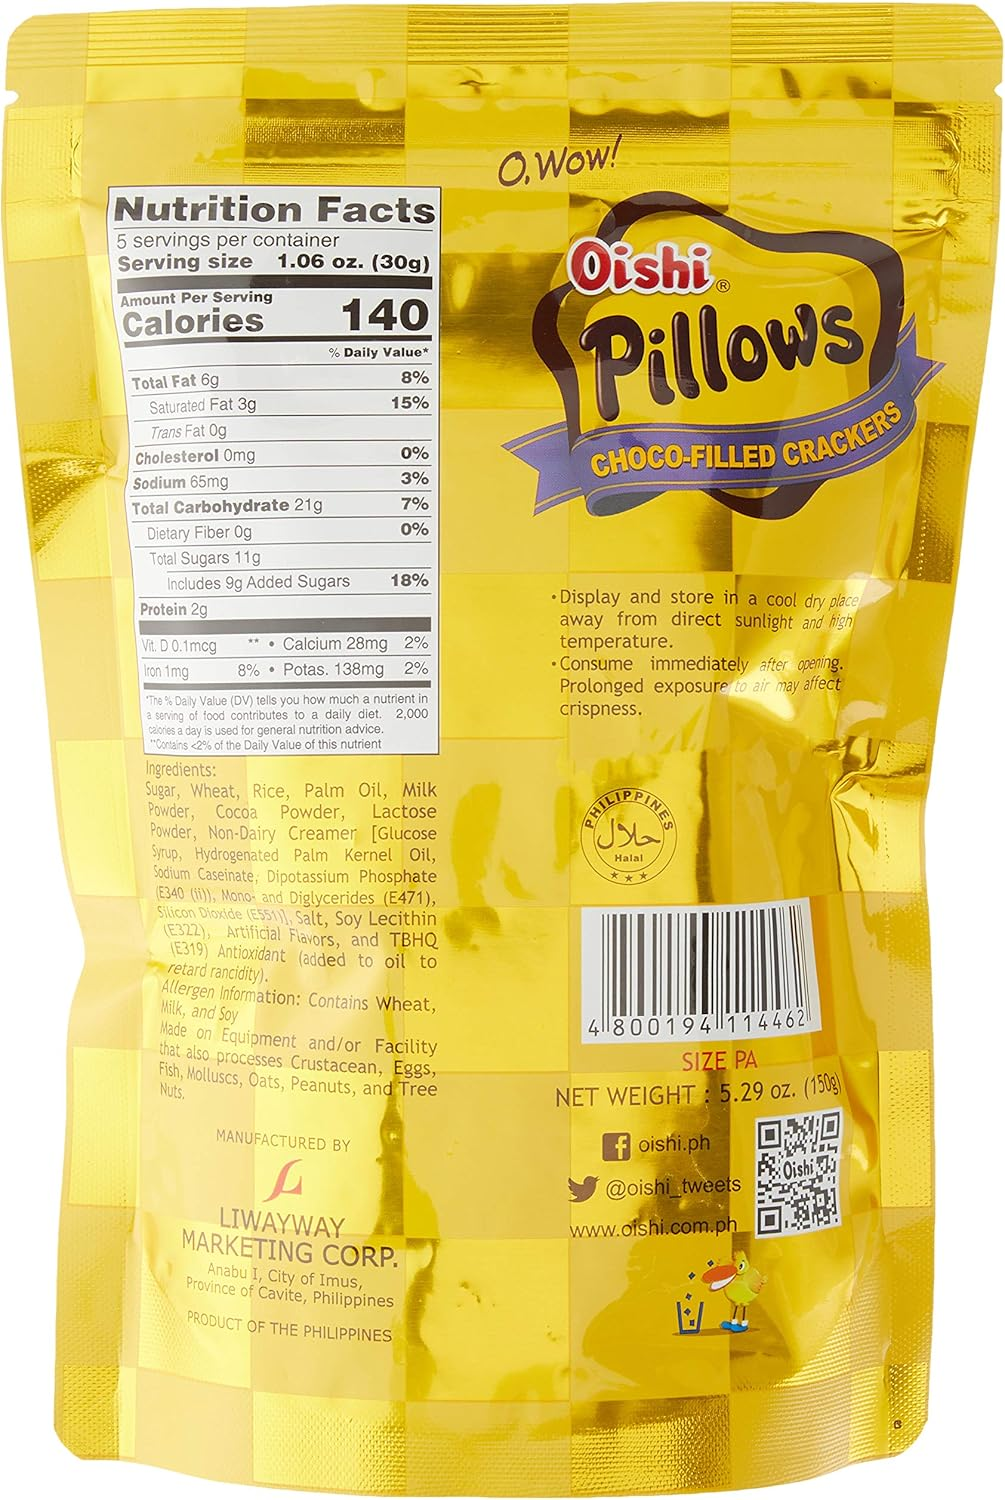 O, Wow!
Oishi®
Pillows
CHOCO-FILLED CRACKERS
Nutrition Facts
5 servings per container
Serving size 1.06 oz. (30g)
Amount Per Serving
Calories 140
% Daily Value*
Total Fat 6g 8%
Saturated Fat 3g 15%
Trans Fat 0g
Cholesterol 0mg 0%
Sodium 65mg 3%
Total Carbohydrate 21g 7%
Dietary Fiber 0g 0%
Total Sugars 11g
Includes 9g Added Sugars 18%
Protein 2g
Vit. D 0.1mcg ** • Calcium 28mg 2%
Iron 1mg 8% • Potas. 138mg 2%
*The % Daily Value (DV) tells you how much a nutrient in
a serving of food contributes to a daily diet. 2,000
calories a day is used for general nutrition advice.
**Contains <2% of the Daily Value of this nutrient
Ingredients:
Sugar, Wheat, Rice, Palm Oil, Milk
Powder, Cocoa Powder, Lactose
Powder, Non-Dairy Creamer [Glucose
Syrup, Hydrogenated Palm Kernel Oil,
Sodium Caseinate, Dipotassium Phosphate
(E340 (ii)), Mono- and Diglycerides (E471),
Silicon Dioxide (E551)], Salt, Soy Lecithin
(E322), Artificial Flavors, and TBHQ
(E319) Antioxidant (added to oil to
retard rancidity).
Allergen Information: Contains Wheat,
Milk, and Soy
Made on Equipment and/or Facility
that also processes Crustacean, Eggs,
Fish, Molluscs, Oats, Peanuts, and Tree
Nuts.
MANUFACTURED BY
LIWAYWAY
MARKETING CORP.
Anabu I, City of Imus,
Province of Cavite, Philippines
PRODUCT OF THE PHILIPPINES
•Display and store in a cool dry place
away from direct sunlight and high
temperature.
•Consume immediately after opening.
Prolonged exposure to air may affect
crispness.
PHILIPPINES
حلال
Halal
4 800194 114462
SIZE PA
NET WEIGHT : 5.29 oz. (150g)
oishi.ph
@oishi_tweets
www.oishi.com.ph
Oishi